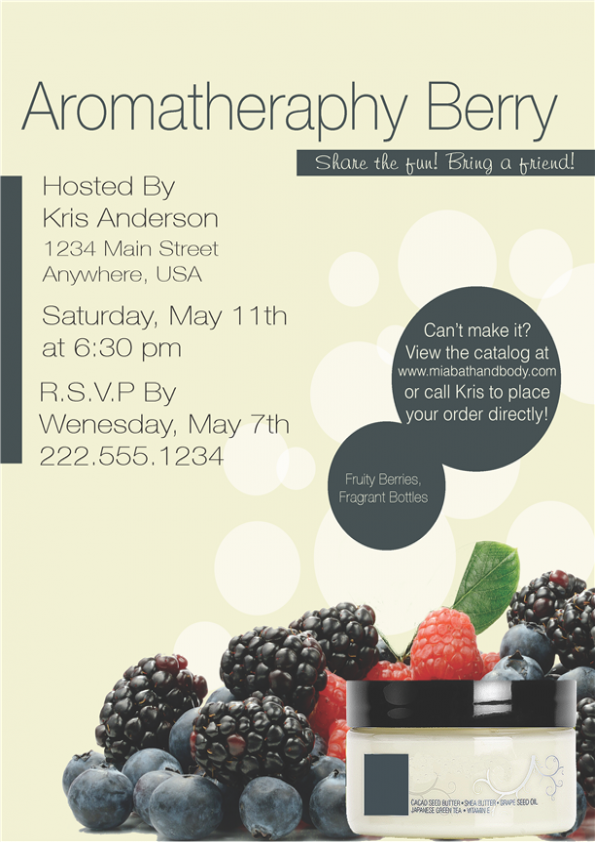 Aromatheraphy Berry
Share the fun! Bring a friend!
Hosted By
Kris Anderson
1234 Main Street
Anywhere, USA
Saturday, May 11th
at 6:30 pm
R.S.V.P By
Wenesday, May 7th
222.555.1234
Can't make it?
View the catalog at
www.miabathandbody.com
or call Kris to place
your order directly!
Fruity Berries,
Fragrant Bottles
CACAO SEED BUTTER • SHEA BUTTER • GRAPE SEED OIL
JAPANESE GREEN TEA • VITAMIN E